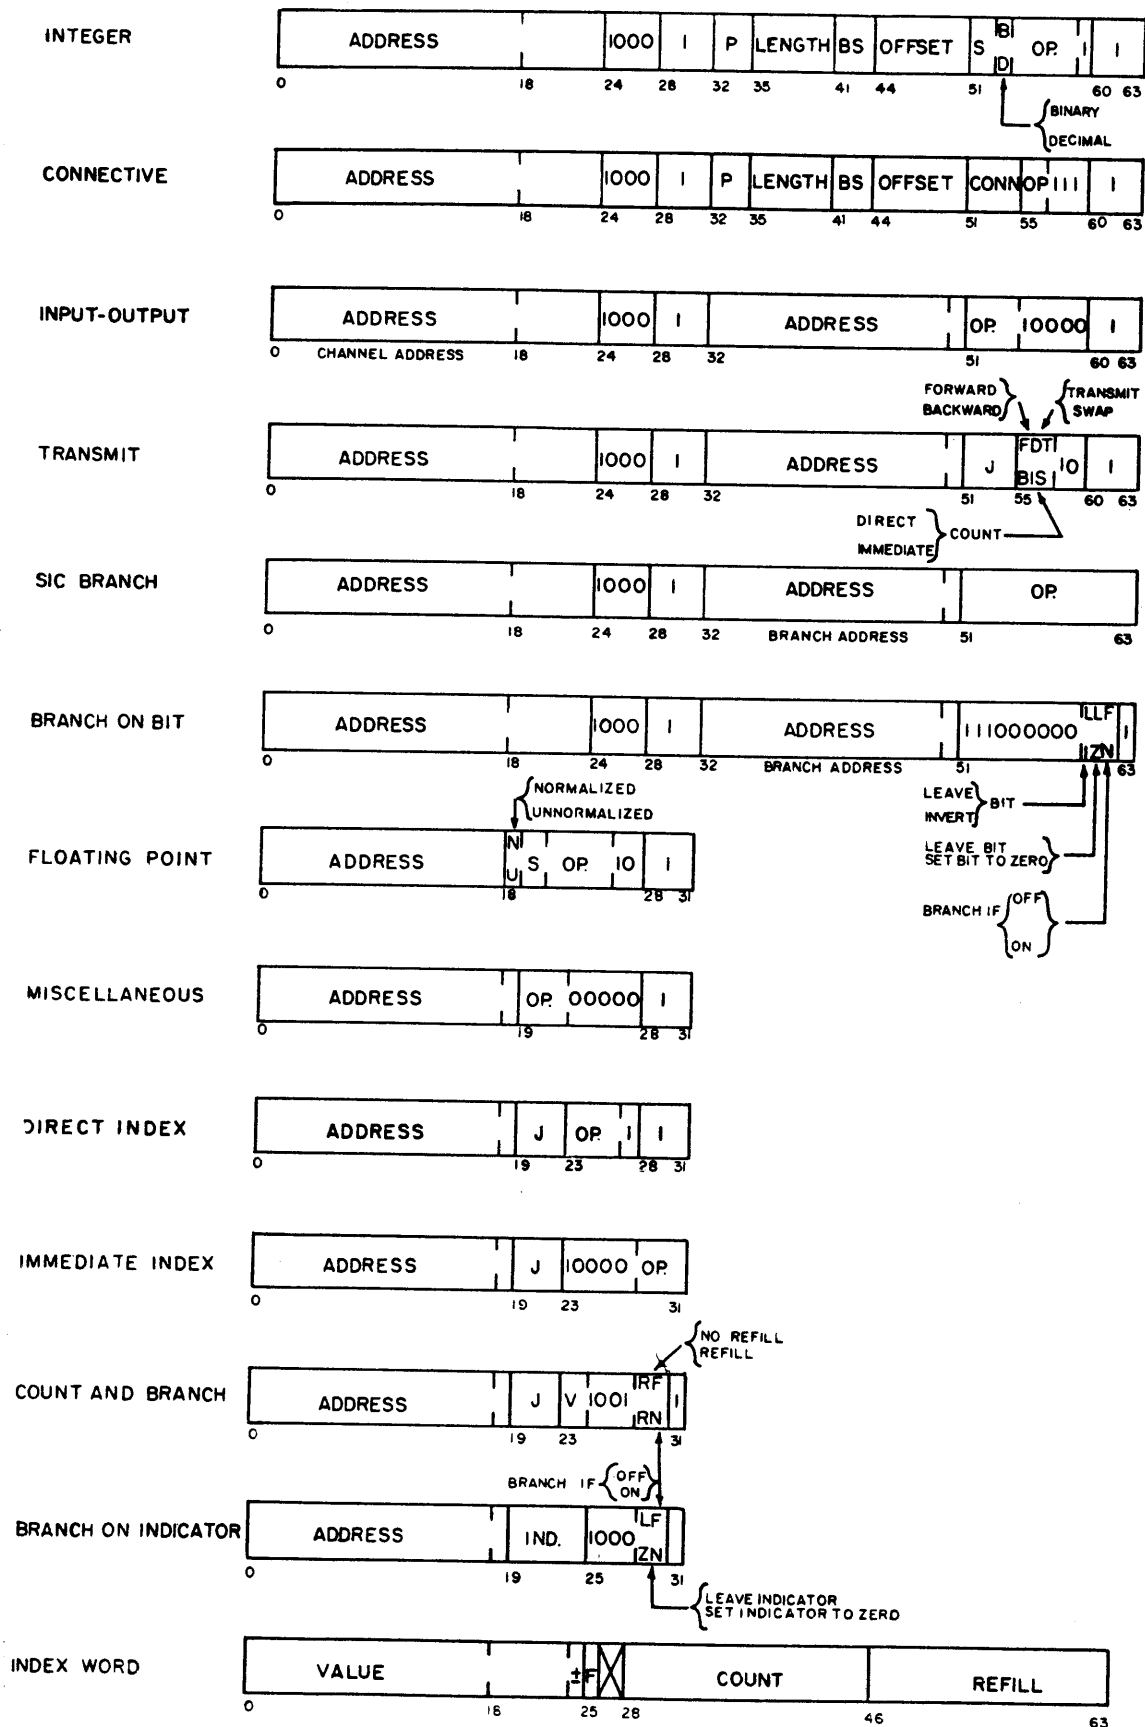 INTEGER
ADDRESS 1000 I P LENGTH BS OFFSET S B D OP. I I
0 18 24 28 32 35 41 44 51 60 63
BINARY
DECIMAL
CONNECTIVE
ADDRESS 1000 I P LENGTH BS OFFSET CONN OP III I
0 18 24 28 32 35 41 44 51 55 60 63
INPUT-OUTPUT
ADDRESS 1000 I ADDRESS OP. 10000 I
0 CHANNEL ADDRESS 18 24 28 32 51 60 63
FORWARD
BACKWARD
TRANSMIT
SWAP
TRANSMIT
ADDRESS 1000 I ADDRESS J FDT 10 I
BIS
0 18 24 28 32 51 55 60 63
DIRECT
IMMEDIATE
COUNT
SIC BRANCH
ADDRESS 1000 I ADDRESS OP.
0 18 24 28 32 BRANCH ADDRESS 51 63
BRANCH ON BIT
ADDRESS 1000 I ADDRESS 111000000 LLF I
IZN
0 18 24 28 32 BRANCH ADDRESS 51 63
NORMALIZED
UNNORMALIZED
LEAVE
INVERT
BIT
FLOATING POINT
ADDRESS N U S OP. 10 I
0 18 28 31
LEAVE BIT
SET BIT TO ZERO
BRANCH IF
OFF
ON
MISCELLANEOUS
ADDRESS OP. 00000 I
0 19 28 31
DIRECT INDEX
ADDRESS J OP. I I
0 19 23 28 31
IMMEDIATE INDEX
ADDRESS J 10000 OP.
0 19 23 31
NO REFILL
REFILL
COUNT AND BRANCH
ADDRESS J V 1001 RF I
RN
0 19 23 31
BRANCH IF
OFF
ON
BRANCH ON INDICATOR
ADDRESS IND. 1000 LF
ZN
0 19 25 31
LEAVE INDICATOR
SET INDICATOR TO ZERO
INDEX WORD
VALUE ± F COUNT REFILL
0 18 25 28 46 63